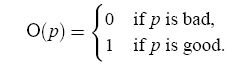 O(p) = { 0 if p is bad,
1 if p is good.